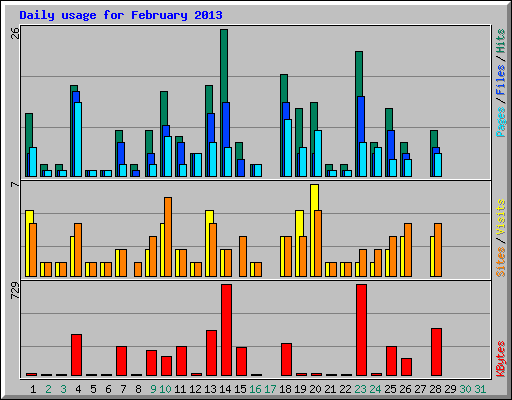 Daily usage for February 2013
26
Pages / Files / Hits
7
Sites / Visits
729
KBytes
1 2 3 4 5 6 7 8 9 10 11 12 13 14 15 16 17 18 19 20 21 22 23 24 25 26 27 28 29 30 31